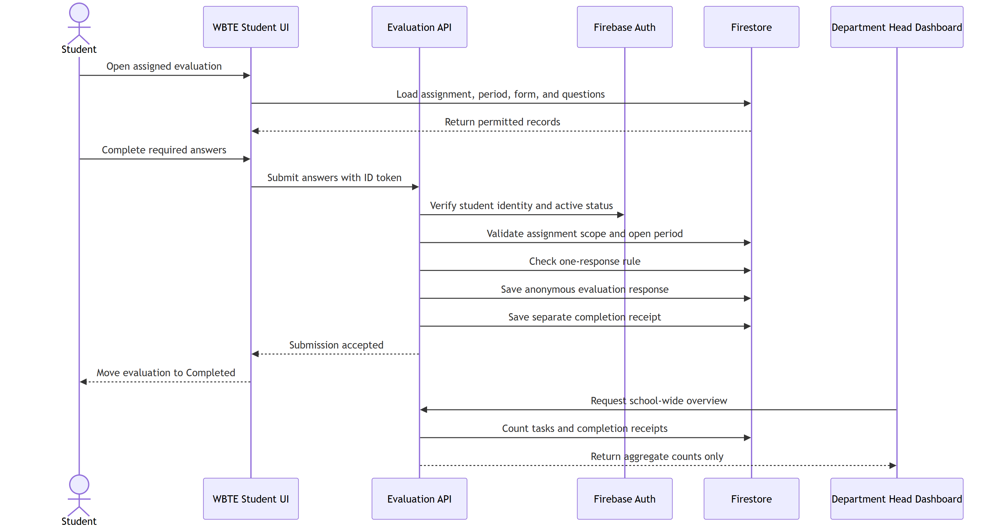 Student
WBTE Student UI
Evaluation API
Firebase Auth
Firestore
Department Head Dashboard
Open assigned evaluation
Load assignment, period, form, and questions
Return permitted records
Complete required answers
Submit answers with ID token
Verify student identity and active status
Validate assignment scope and open period
Check one-response rule
Save anonymous evaluation response
Save separate completion receipt
Submission accepted
Move evaluation to Completed
Request school-wide overview
Count tasks and completion receipts
Return aggregate counts only
Student
WBTE Student UI
Evaluation API
Firebase Auth
Firestore
Department Head Dashboard